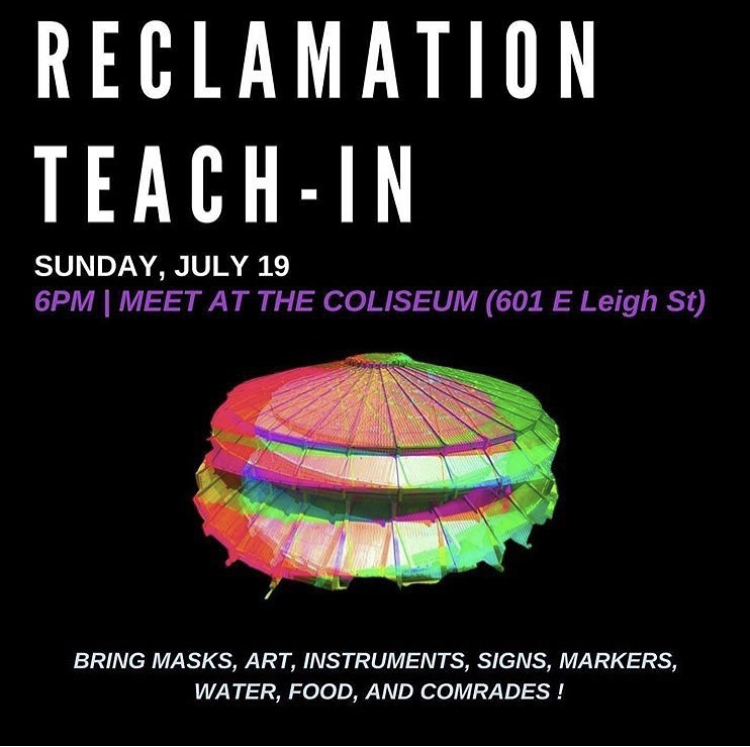 RECLAMATION
TEACH-IN
SUNDAY, JULY 19
6PM | MEET AT THE COLISEUM (601 E Leigh St)
BRING MASKS, ART, INSTRUMENTS, SIGNS, MARKERS,
WATER, FOOD, AND COMRADES !